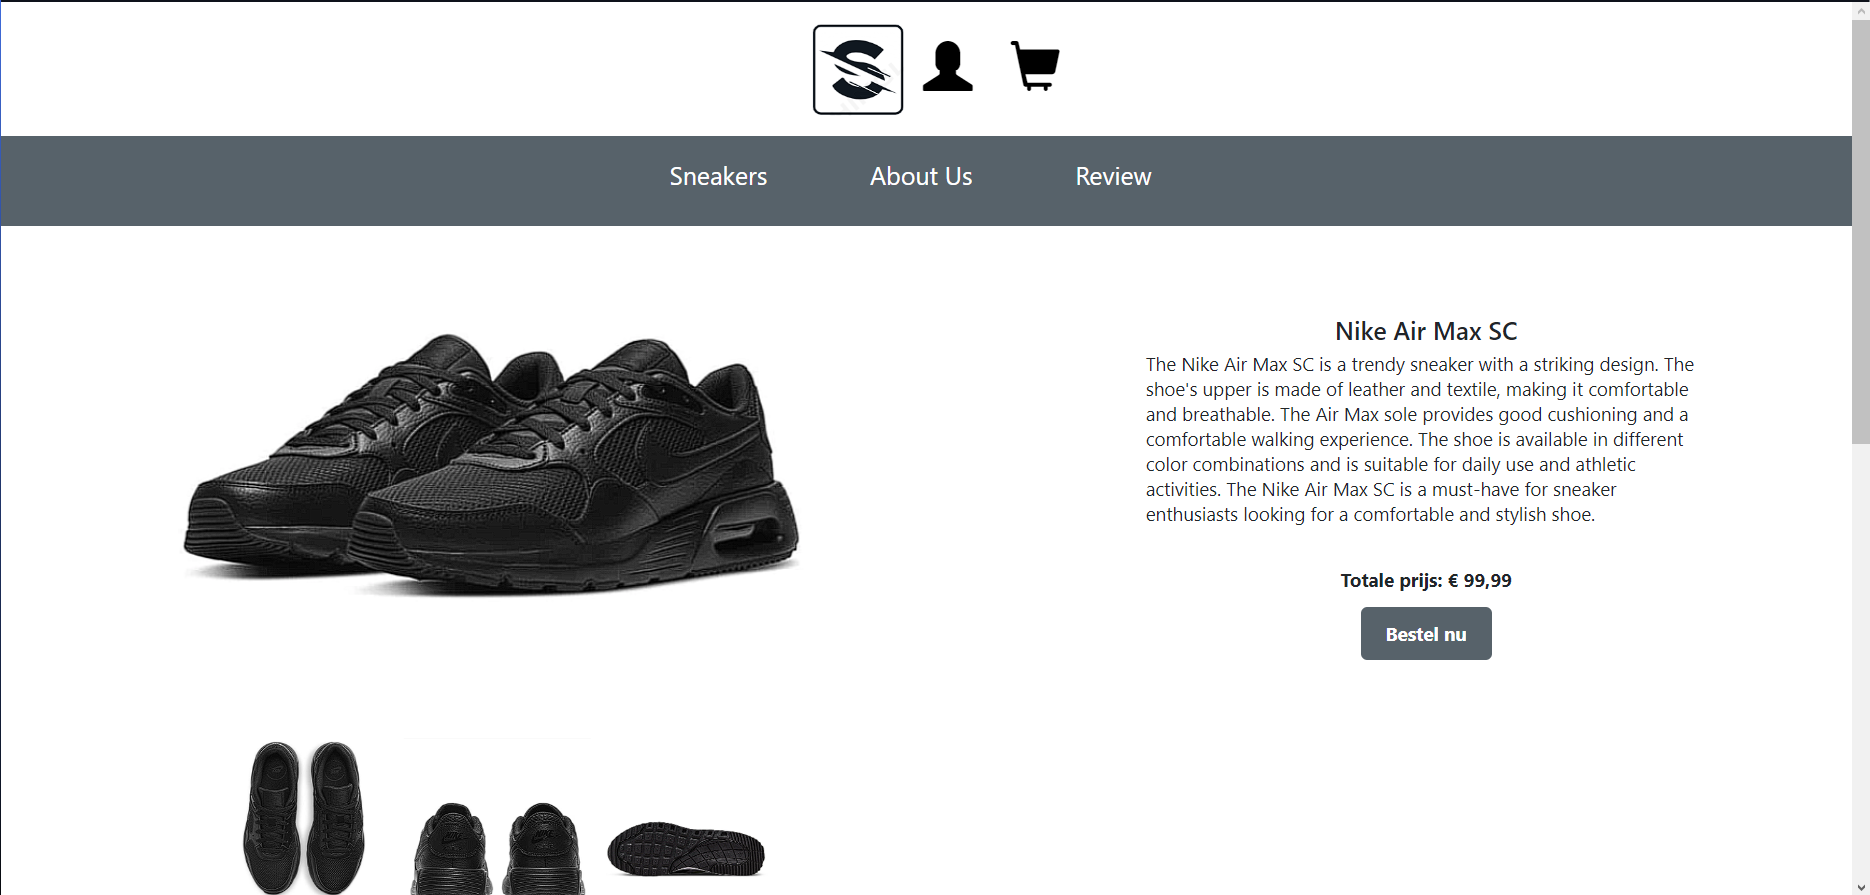 Sneakers
About Us
Review
Nike Air Max SC
The Nike Air Max SC is a trendy sneaker with a striking design. The
shoe's upper is made of leather and textile, making it comfortable
and breathable. The Air Max sole provides good cushioning and a
comfortable walking experience. The shoe is available in different
color combinations and is suitable for daily use and athletic
activities. The Nike Air Max SC is a must-have for sneaker
enthusiasts looking for a comfortable and stylish shoe.
Totale prijs: € 99,99
Bestel nu